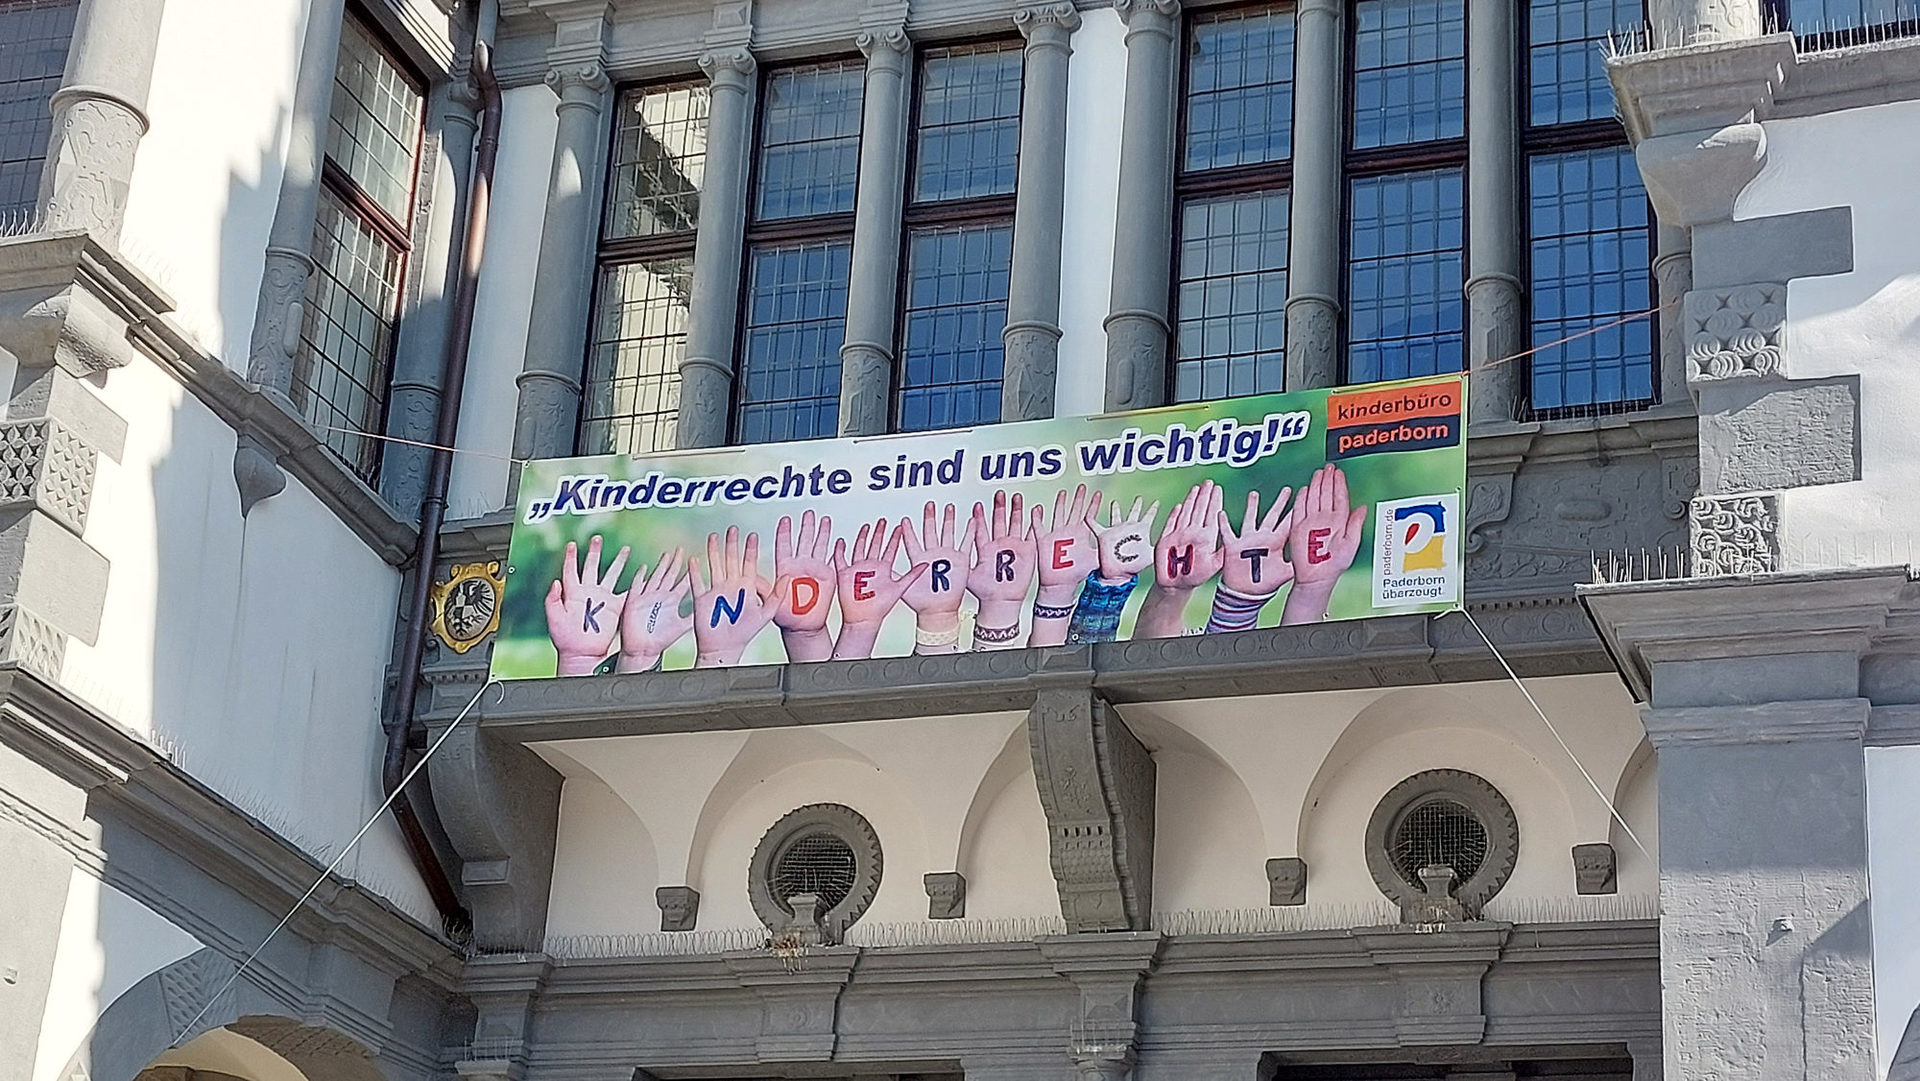 „Kinderrechte sind uns wichtig!“
kinderbüro
paderborn
KINDERRECHTE
paderborn.de
Paderborn
überzeugt.